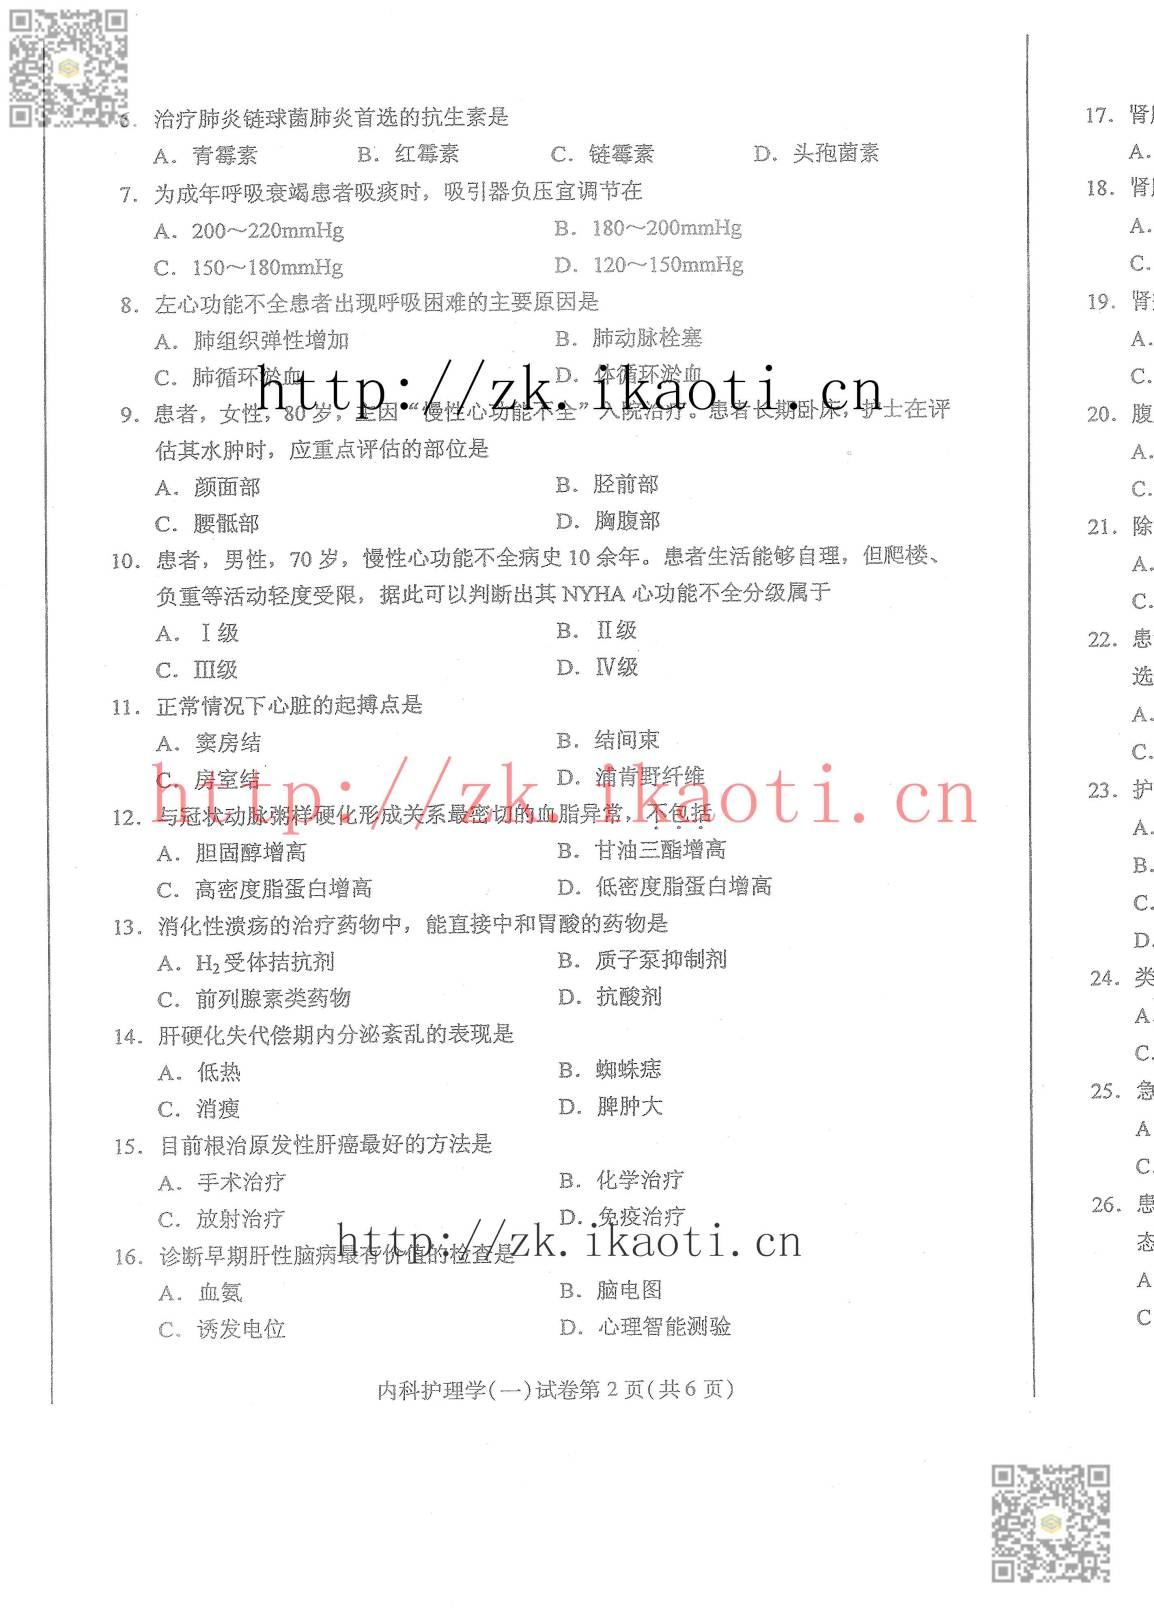 6. 治疗肺炎链球菌肺炎首选的抗生素是
A. 青霉素 B. 红霉素 C. 链霉素 D. 头孢菌素
7. 为成年呼吸衰竭患者吸痰时，吸引器负压宜调节在
A. 200～220mmHg B. 180～200mmHg
C. 150～180mmHg D. 120～150mmHg
8. 左心功能不全患者出现呼吸困难的主要原因是
A. 肺组织弹性增加 B. 肺动脉栓塞
C. 肺循环淤血 D. 体循环淤血
http://zk.ikaoti.cn
9. 患者，女性，80岁，主因“慢性心功能不全”入院治疗。患者长期卧床，护士在评
估其水肿时，应重点评估的部位是
A. 颜面部 B. 胫前部
C. 腰骶部 D. 胸腹部
10. 患者，男性，70岁，慢性心功能不全病史10余年。患者生活能够自理，但爬楼、
负重等活动轻度受限，据此可以判断出其NYHA心功能不全分级属于
A. Ⅰ级 B. Ⅱ级
C. Ⅲ级 D. Ⅳ级
11. 正常情况下心脏的起搏点是
A. 窦房结 B. 结间束
C. 房室结 D. 浦肯野纤维
http://zk.ikaoti.cn
12. 与冠状动脉粥样硬化形成关系最密切的血脂异常，不包括
A. 胆固醇增高 B. 甘油三酯增高
C. 高密度脂蛋白增高 D. 低密度脂蛋白增高
13. 消化性溃疡的治疗药物中，能直接中和胃酸的药物是
A. H₂受体拮抗剂 B. 质子泵抑制剂
C. 前列腺素类药物 D. 抗酸剂
14. 肝硬化失代偿期内分泌紊乱的表现是
A. 低热 B. 蜘蛛痣
C. 消瘦 D. 脾肿大
15. 目前根治原发性肝癌最好的方法是
A. 手术治疗 B. 化学治疗
C. 放射治疗 D. 免疫治疗
http://zk.ikaoti.cn
16. 诊断早期肝性脑病最有价值的检查是
A. 血氨 B. 脑电图
C. 诱发电位 D. 心理智能测验
内科护理学(一)试卷第2页(共6页)
17. 肾
A.
18. 肾
A.
C.
19. 肾
A.
C.
20. 腹
A.
C.
21. 除
A.
C.
22. 患
选
A.
C.
23. 护
A.
B.
C.
D.
24. 类
A.
C.
25. 急
A
C.
26. 患
态
A
C